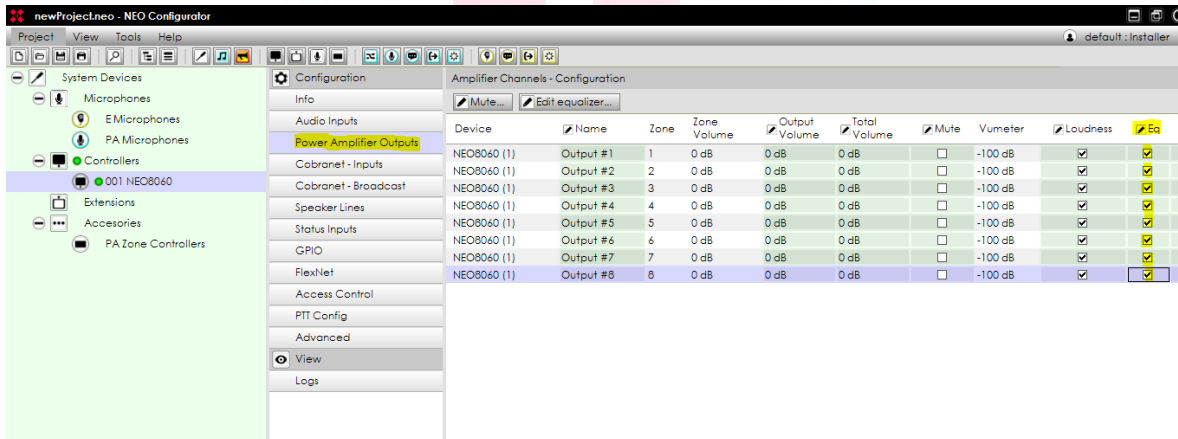 newProject.neo - NEO Configurator
Project View Tools Help
default : Installer
System Devices
Microphones
E Microphones
PA Microphones
Controllers
001 NEO8060
Extensions
Accesories
PA Zone Controllers
Configuration
Info
Audio Inputs
Power Amplifier Outputs
Cobranet - Inputs
Cobranet - Broadcast
Speaker Lines
Status Inputs
GPIO
FlexNet
Access Control
PTT Config
Advanced
View
Logs
Amplifier Channels - Configuration
Mute... Edit equalizer...
Device Name Zone Zone Volume Output Volume Total Volume Mute Vumeter Loudness Eq
NEO8060 (1) Output #1 1 0 dB 0 dB 0 dB -100 dB
NEO8060 (1) Output #2 2 0 dB 0 dB 0 dB -100 dB
NEO8060 (1) Output #3 3 0 dB 0 dB 0 dB -100 dB
NEO8060 (1) Output #4 4 0 dB 0 dB 0 dB -100 dB
NEO8060 (1) Output #5 5 0 dB 0 dB 0 dB -100 dB
NEO8060 (1) Output #6 6 0 dB 0 dB 0 dB -100 dB
NEO8060 (1) Output #7 7 0 dB 0 dB 0 dB -100 dB
NEO8060 (1) Output #8 8 0 dB 0 dB 0 dB -100 dB